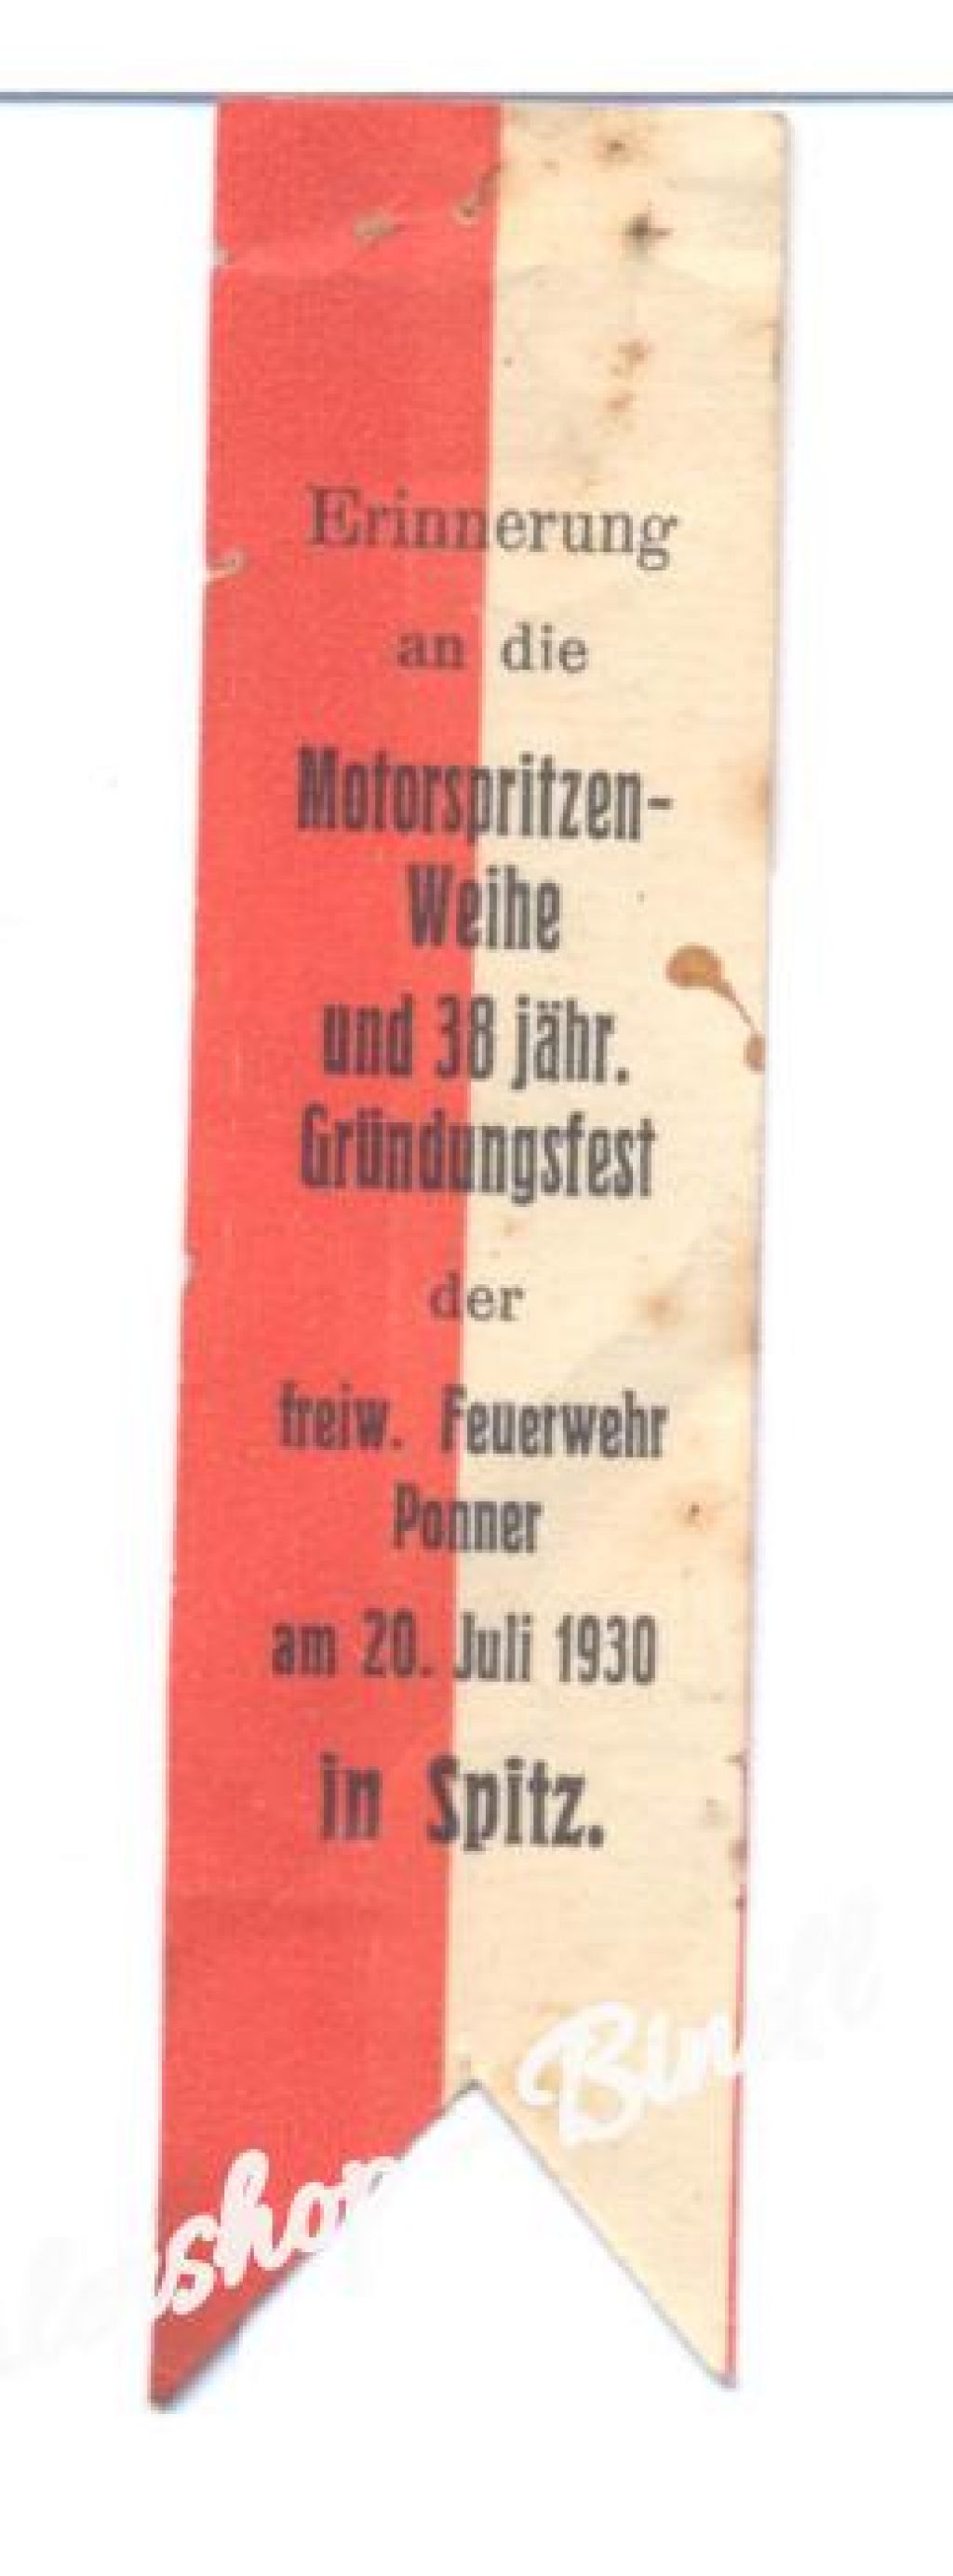 Erinnerung
an die
Motorspritzen-
Weihe
und 38 jähr.
Gründungsfest
der
freiw. Feuerwehr
Ponner
am 20. Juli 1930
in Spitz.